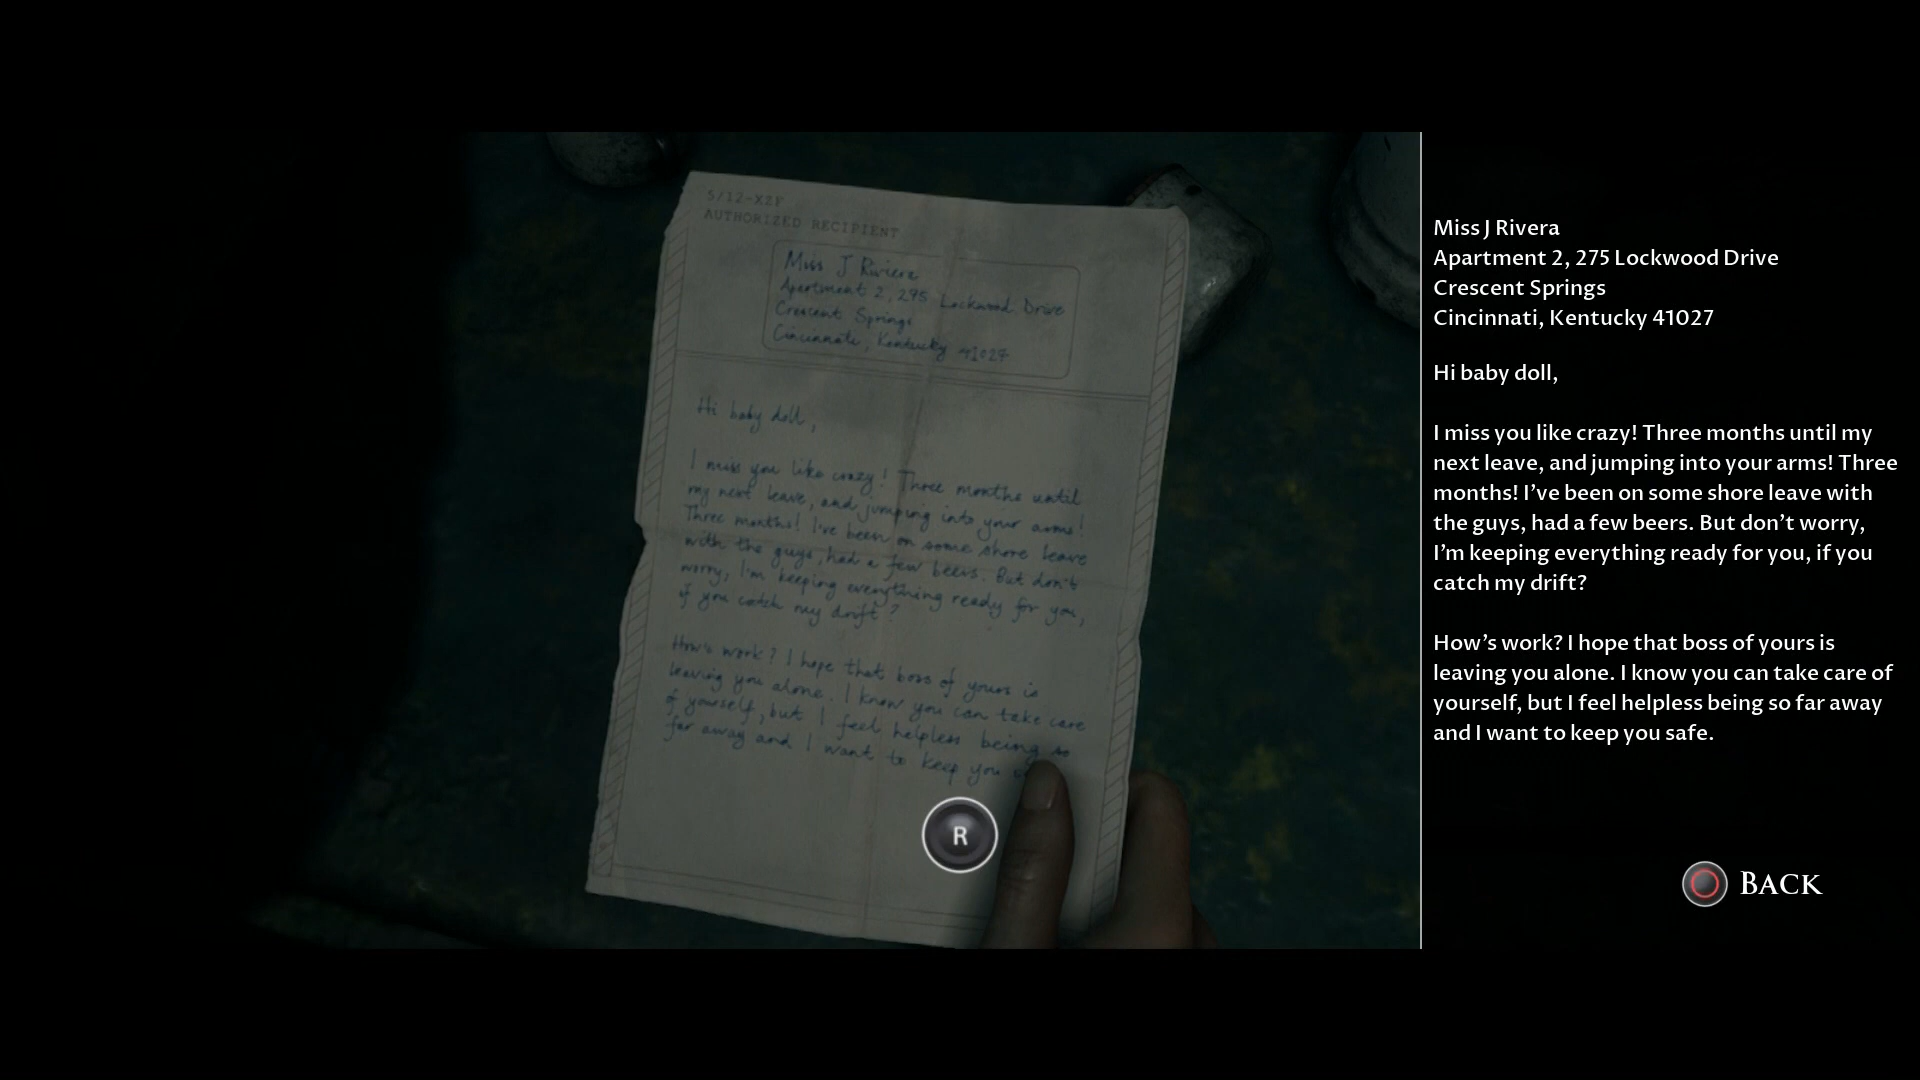 5/12-X2F
AUTHORIZED RECIPIENT
Miss J Riviera
Apartment 2, 275 Lockwood Drive
Crescent Springs
Cincinnati, Kentucky 41027
Hi baby doll,
I miss you like crazy! Three months until
my next leave, and jumping into your arms!
Three months! I've been on some shore leave
with the guys, had a few beers. But don't
worry, I'm keeping everything ready for you,
if you catch my drift?
How's work? I hope that boss of yours is
leaving you alone. I know you can take care
of yourself, but I feel helpless being so
far away and I want to keep you
R
Miss J Rivera
Apartment 2, 275 Lockwood Drive
Crescent Springs
Cincinnati, Kentucky 41027
Hi baby doll,
I miss you like crazy! Three months until my
next leave, and jumping into your arms! Three
months! I've been on some shore leave with
the guys, had a few beers. But don't worry,
I'm keeping everything ready for you, if you
catch my drift?
How's work? I hope that boss of yours is
leaving you alone. I know you can take care of
yourself, but I feel helpless being so far away
and I want to keep you safe.
BACK